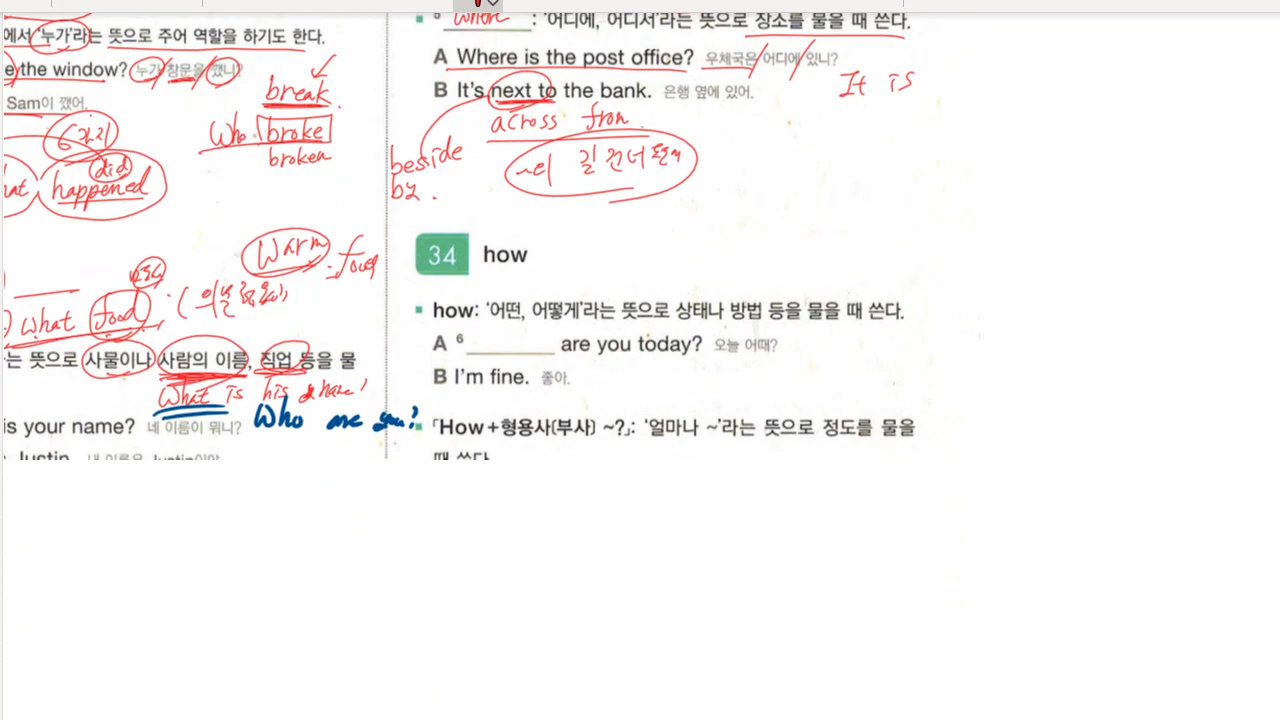 에서 '누가'라는 뜻으로 주어 역할을 하기도 한다.
e the window? 누가 창문을 깼니?
break
Sam이 깼어.
Who broke
broken
6
did
happened
warm food
what food
는 뜻으로 사물이나 사람의 이름, 직업 등을 물
What is his name?
is your name? 네 이름이 뭐니? Who are you?
: '어디에, 어디서'라는 뜻으로 장소를 물을 때 쓴다.
A Where is the post office? 우체국은 어디에 있니?
B It's next to the bank. 은행 옆에 있어.
It is
across from
beside
by
~의 길 건너편에
34 how
how: '어떤, 어떻게'라는 뜻으로 상태나 방법 등을 물을 때 쓴다.
A 6 ________ are you today? 오늘 어때?
B I'm fine. 좋아.
「How+형용사(부사) ~?」: '얼마나 ~'라는 뜻으로 정도를 물을